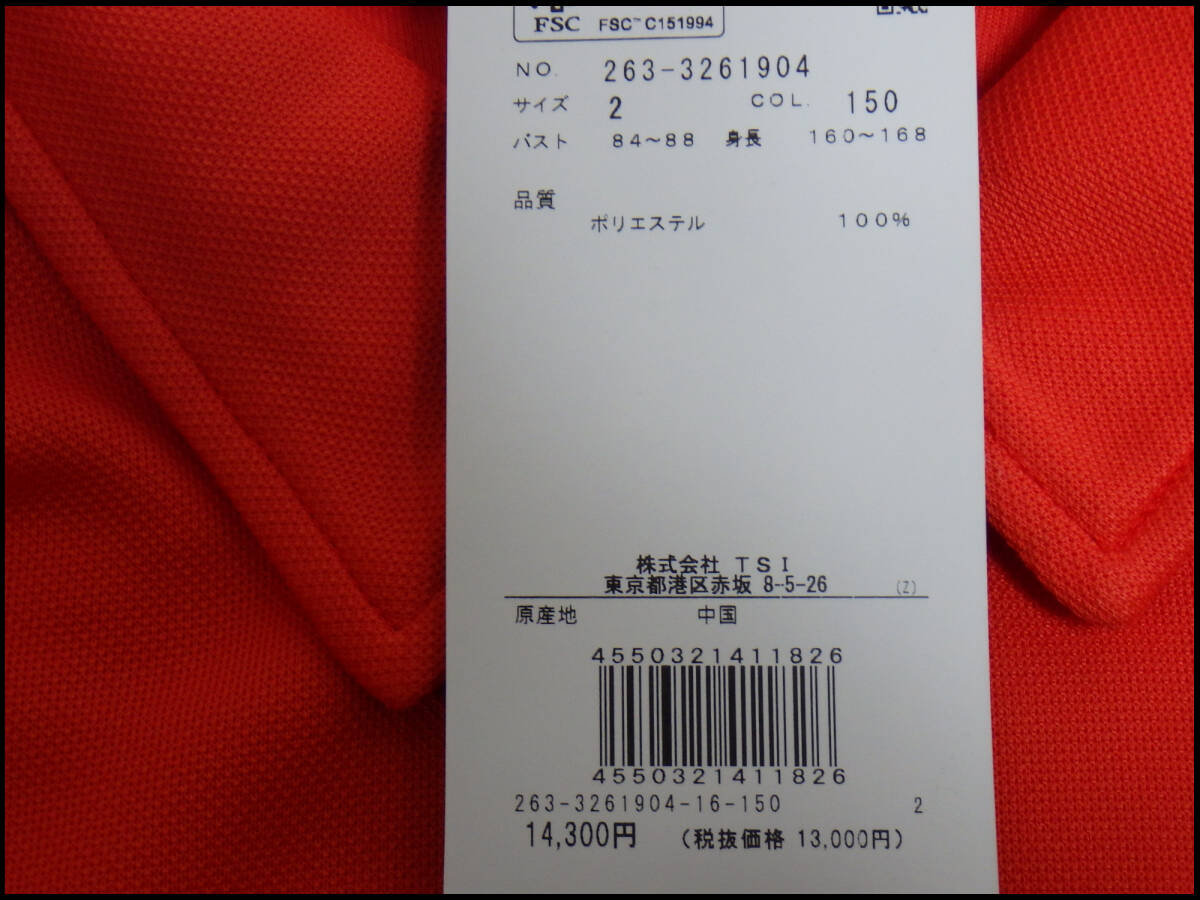 FSC FSC™ C151994
NO. 263-3261904
サイズ 2 COL. 150
バスト 84～88 身長 160～168
品質
ポリエステル 100%
株式会社 TSI
東京都港区赤坂 8-5-26 (Z)
原産地 中国
4550321411826
4550321411826
263-3261904-16-150 2
14,300円 (税抜価格 13,000円)